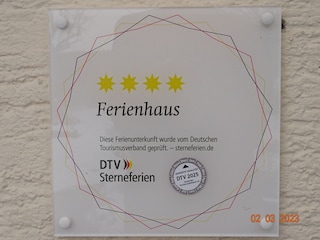 Ferienhaus
Diese Ferienunterkunft wurde vom Deutschen
Tourismusverband geprüft. – sterneferien.de
DTV
Sterneferien
DTV 2025
02 03 2023